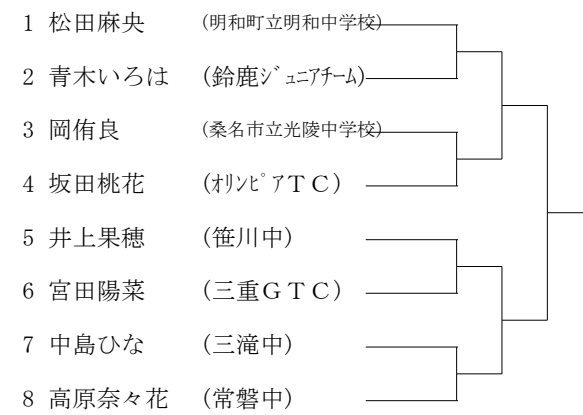 1 松田麻央 (明和町立明和中学校)
2 青木いろは (鈴鹿ｼﾞｭﾆｱﾁｰﾑ)
3 岡侑良 (桑名市立光陵中学校)
4 坂田桃花 (ｵﾘﾝﾋﾟｱＴＣ)
5 井上果穂 (笹川中)
6 宮田陽菜 (三重ＧＴＣ)
7 中島ひな (三滝中)
8 高原奈々花 (常磐中)